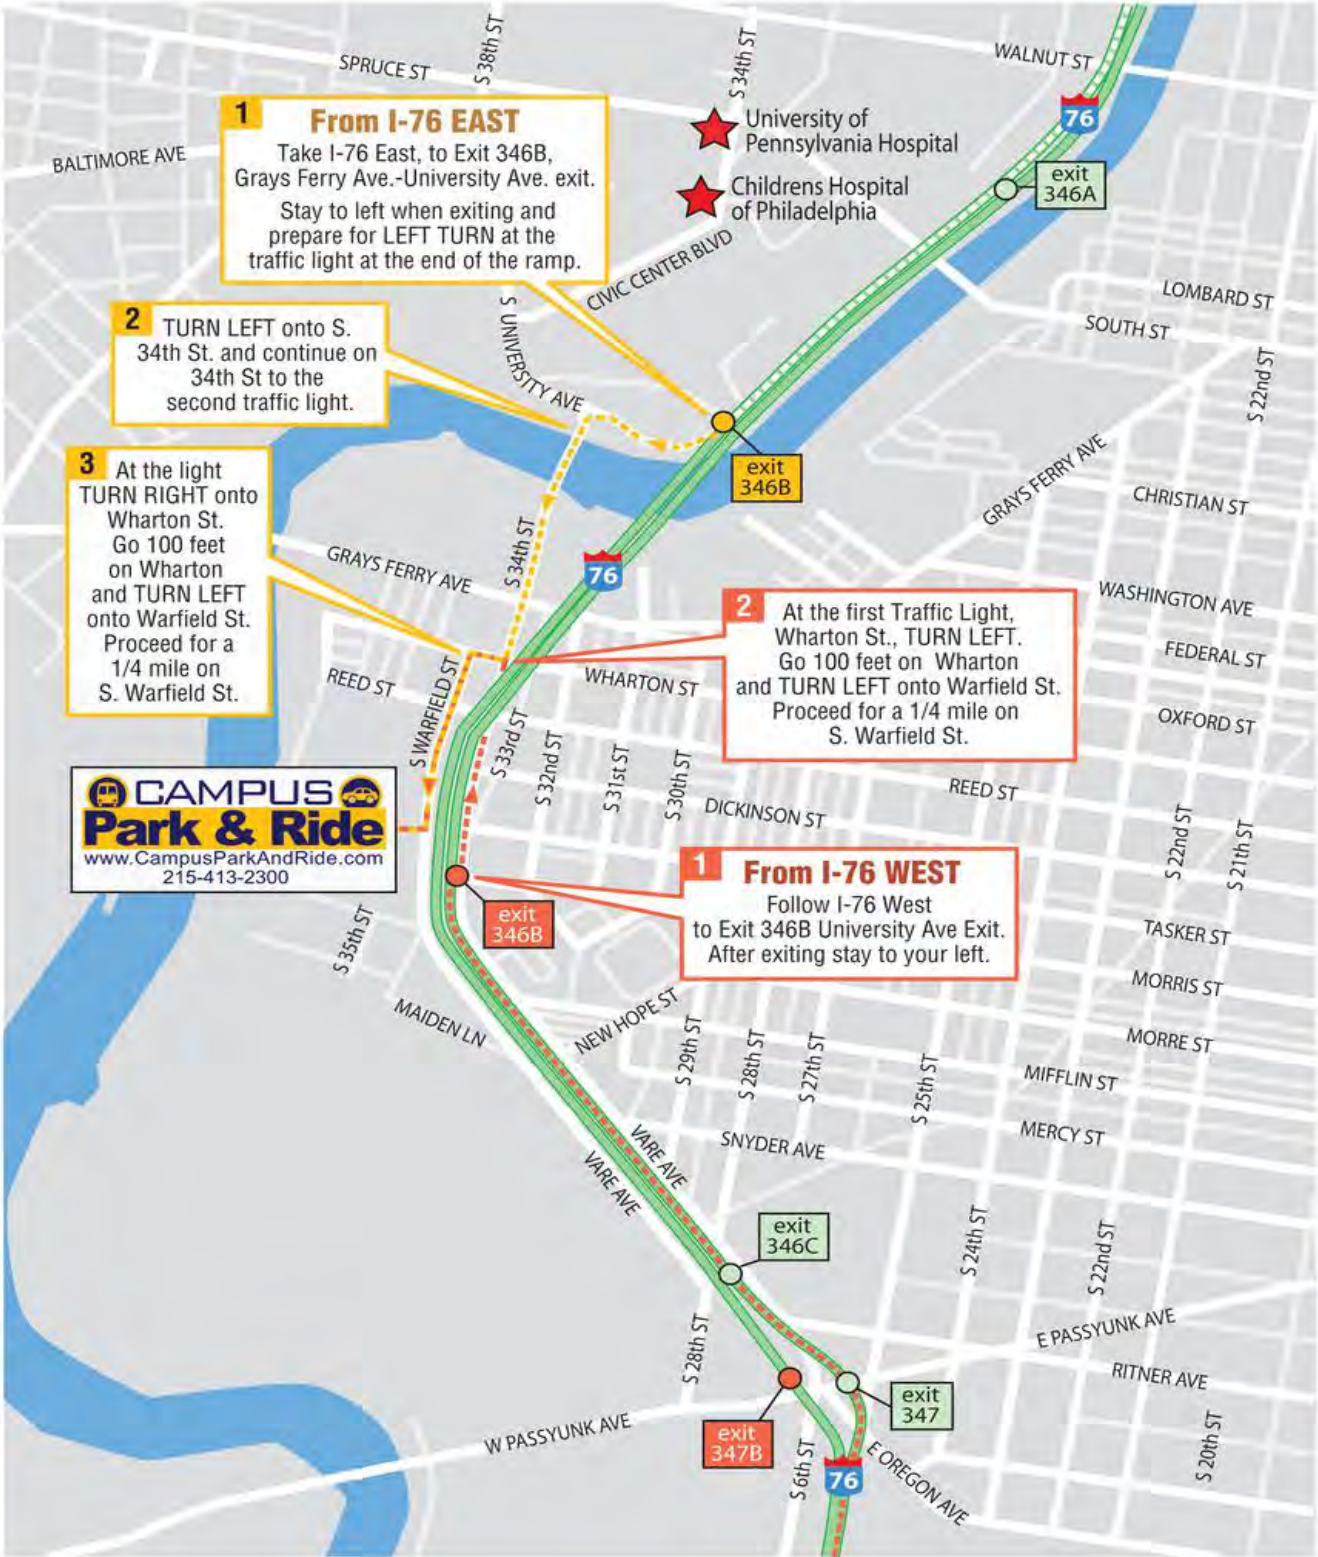 S 38th ST
SPRUCE ST
S 34th ST
WALNUT ST
76
BALTIMORE AVE
1
From I-76 EAST
Take I-76 East, to Exit 346B,
Grays Ferry Ave.-University Ave. exit.
Stay to left when exiting and
prepare for LEFT TURN at the
traffic light at the end of the ramp.
University of
Pennsylvania Hospital
Childrens Hospital
of Philadelphia
exit
346A
CIVIC CENTER BLVD
LOMBARD ST
SOUTH ST
S 22nd ST
2
TURN LEFT onto S.
34th St. and continue on
34th St to the
second traffic light.
S UNIVERSITY AVE
exit
346B
GRAYS FERRY AVE
CHRISTIAN ST
3
At the light
TURN RIGHT onto
Wharton St.
Go 100 feet
on Wharton
and TURN LEFT
onto Warfield St.
Proceed for a
1/4 mile on
S. Warfield St.
GRAYS FERRY AVE
S 34th ST
76
WASHINGTON AVE
FEDERAL ST
OXFORD ST
2
At the first Traffic Light,
Wharton St., TURN LEFT.
Go 100 feet on Wharton
and TURN LEFT onto Warfield St.
Proceed for a 1/4 mile on
S. Warfield St.
REED ST
S WARFIELD ST
WHARTON ST
S 33rd ST
S 32nd ST
S 31st ST
S 30th ST
REED ST
DICKINSON ST
S 22nd ST
S 21th ST
CAMPUS
Park & Ride
www.CampusParkAndRide.com
215-413-2300
1
From I-76 WEST
Follow I-76 West
to Exit 346B University Ave Exit.
After exiting stay to your left.
exit
346B
S 35th ST
TASKER ST
MORRIS ST
MORRE ST
MAIDEN LN
NEW HOPE ST
S 29th ST
S 28th ST
S 27th ST
S 25th ST
MIFFLIN ST
MERCY ST
SNYDER AVE
VARE AVE
VARE AVE
exit
346C
S 24th ST
S 22nd ST
S 28th ST
E PASSYUNK AVE
RITNER AVE
exit
347
W PASSYUNK AVE
exit
347B
S 6th ST
76
E OREGON AVE
S 20th ST